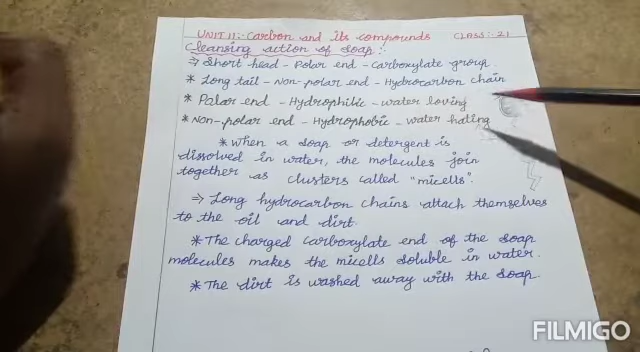 UNIT 11:- Carbon and its compounds CLASS:- 21
Cleansing action of Soap:-
⇒ Short head - Polar end - Carboxylate group.
* Long tail - Non-polar end - Hydrocarbon chain
* Polar end - Hydrophilic - water loving
* Non-polar end - Hydrophobic - water hating
* When a soap or detergent is
dissolved in water, the molecules join
together as clusters called "micells".
⇒ Long hydrocarbon chains attach themselves
to the oil and dirt.
* The charged carboxylate end of the soap
molecules makes the micells soluble in water.
* The dirt is washed away with the soap.
FILMIGO